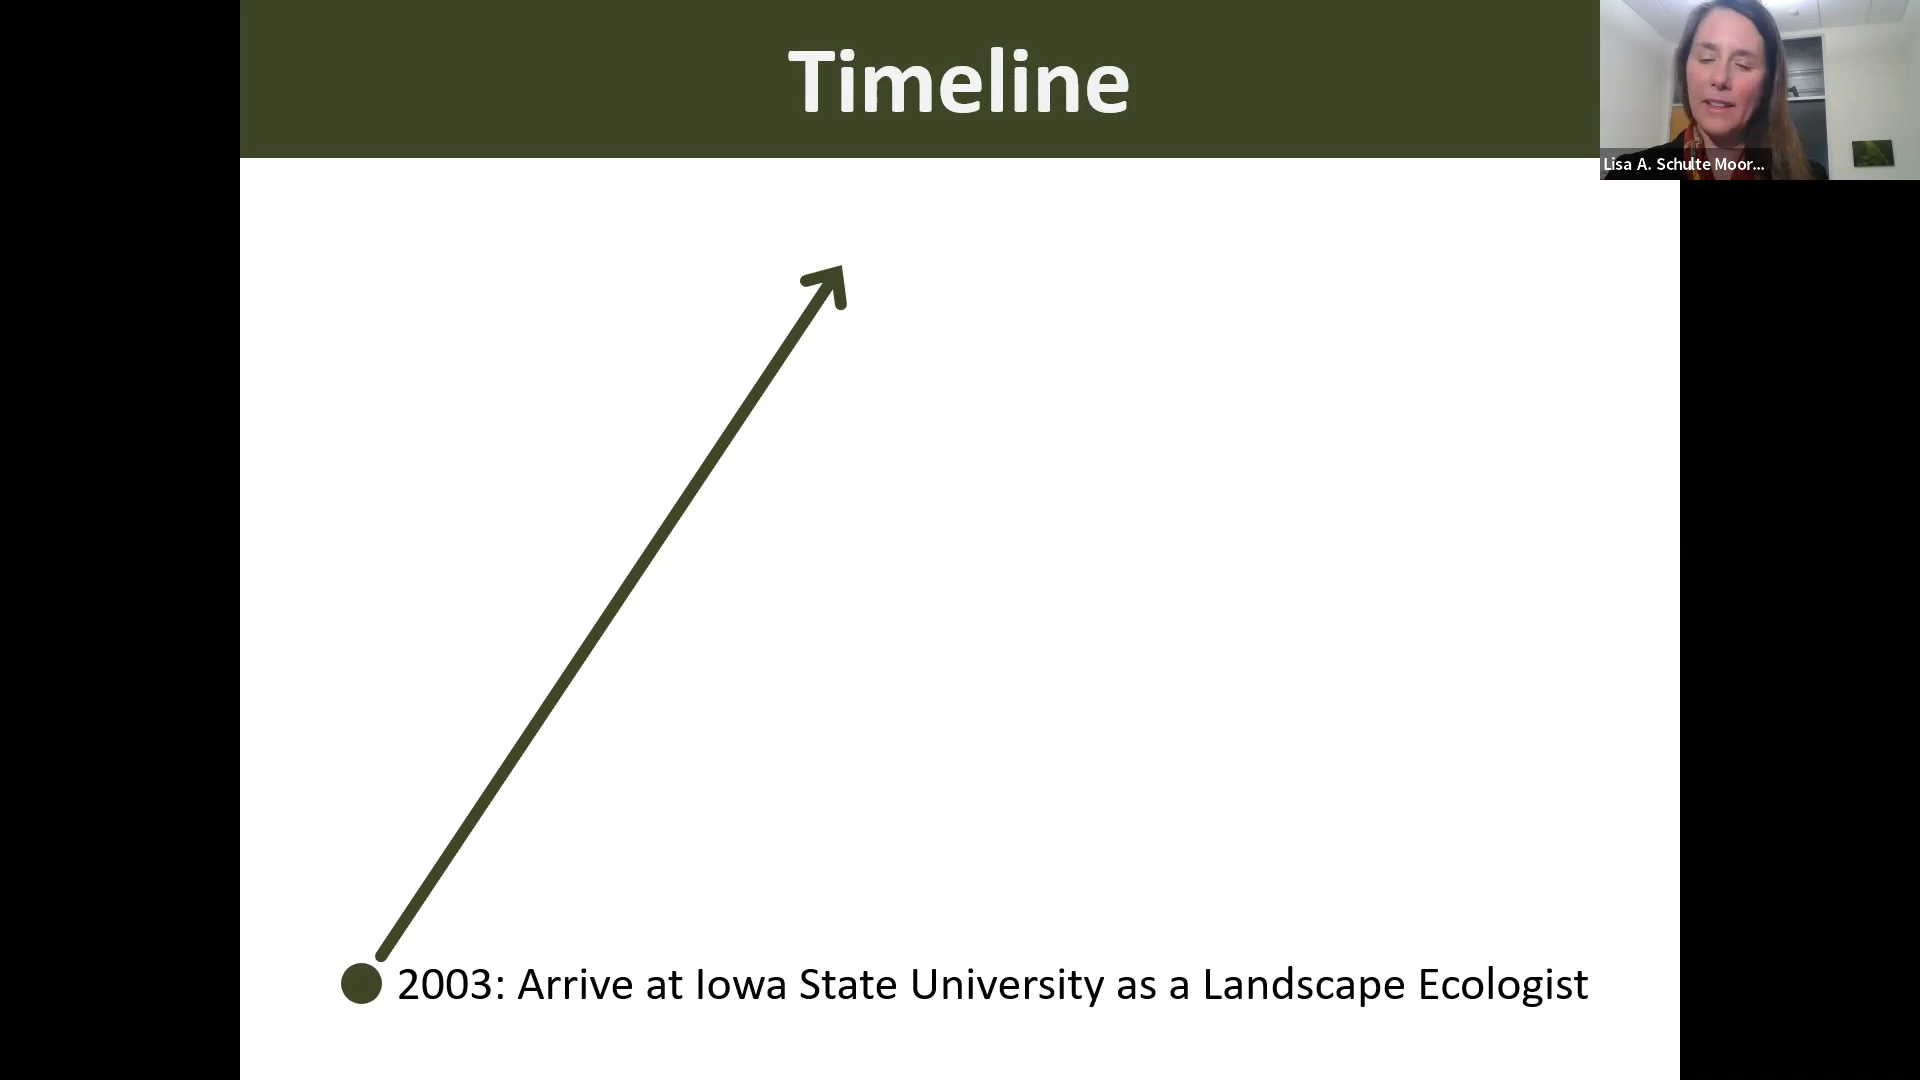 Timeline
Lisa A. Schulte Moor...
2003: Arrive at Iowa State University as a Landscape Ecologist